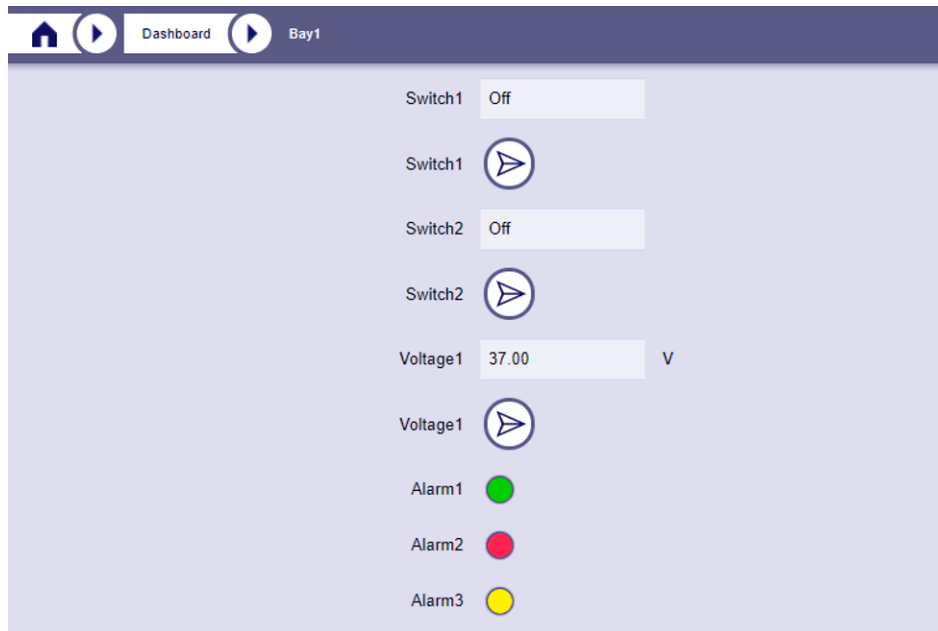 Dashboard Bay1
Switch1 Off
Switch1
Switch2 Off
Switch2
Voltage1 37.00 V
Voltage1
Alarm1
Alarm2
Alarm3